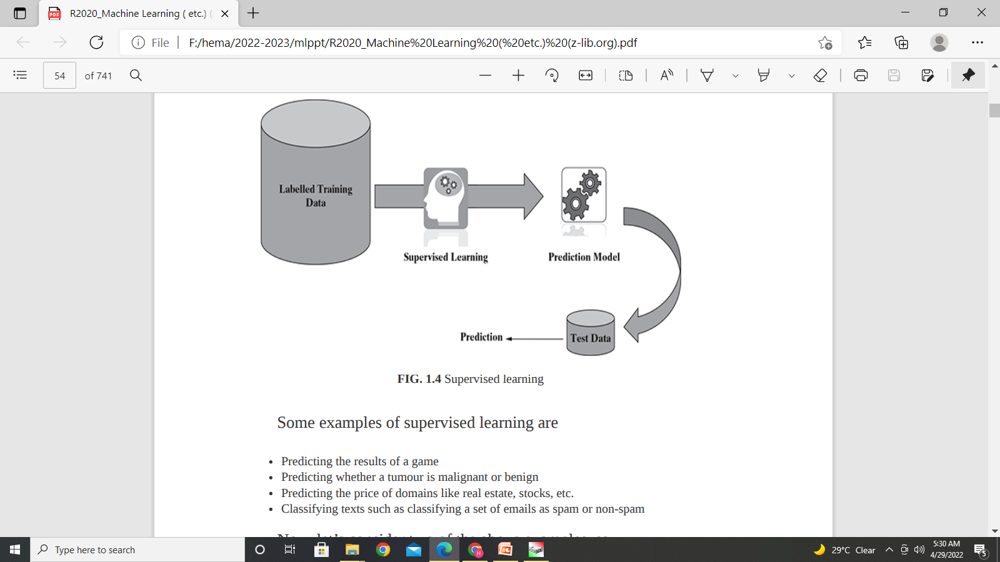 R2020_Machine Learning ( etc.) (
File
F:/hema/2022-2023/mlppt/R2020_Machine%20Learning%20(%20etc.)%20(z-lib.org).pdf
54 of 741
Labelled Training
Data
Supervised Learning
Prediction Model
Prediction
Test Data
FIG. 1.4 Supervised learning
Some examples of supervised learning are
• Predicting the results of a game
• Predicting whether a tumour is malignant or benign
• Predicting the price of domains like real estate, stocks, etc.
• Classifying texts such as classifying a set of emails as spam or non-spam
Type here to search
29°C Clear
5:30 AM
4/29/2022
5